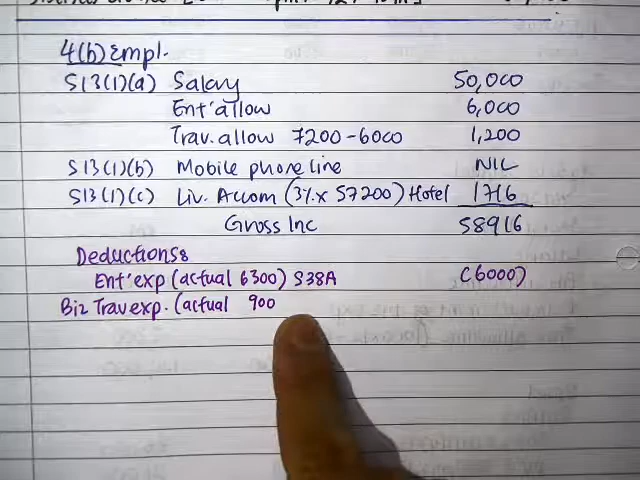 4(b) Empl.
S13(1)(a) Salary 50,000
Ent' allow 6,000
Trav. allow 7200-6000 1,200
S13(1)(b) Mobile phone line NIL
S13(1)(c) Liv. Accom (3% x 57200) Hotel 1716
Gross Inc 58916
Deductions:
Ent' exp (actual 6300) S38A (6000)
Biz Trav exp. (actual 900